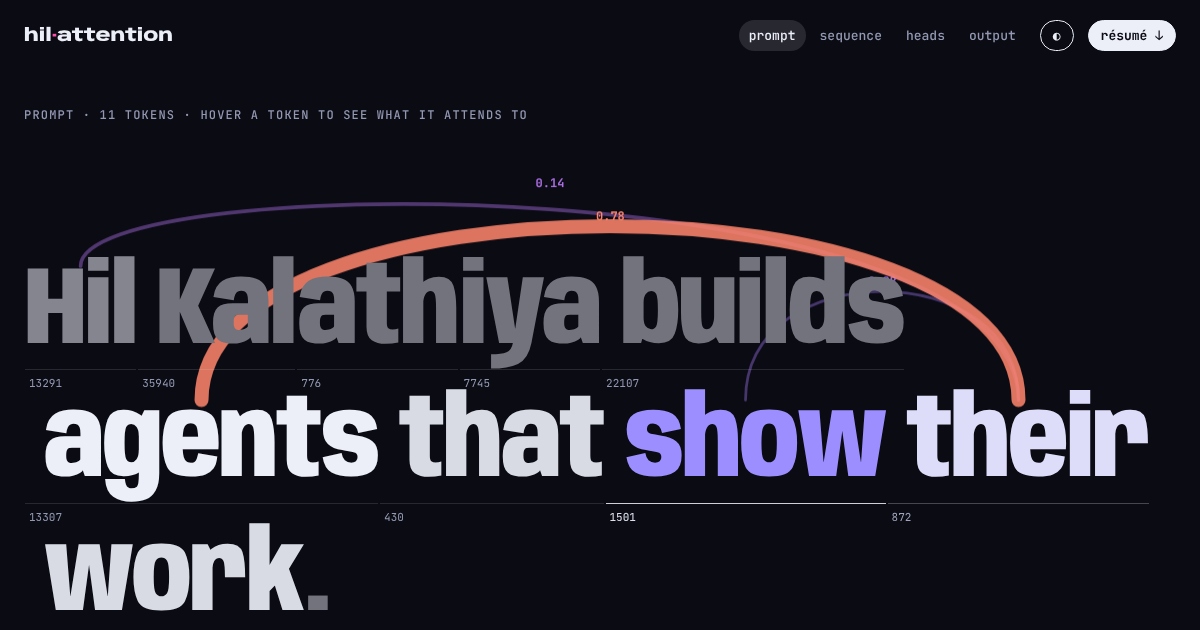 hil·attention
prompt sequence heads output ◐ résumé ↓
PROMPT · 11 TOKENS · HOVER A TOKEN TO SEE WHAT IT ATTENDS TO
0.14
0.78
Hil Kalathiya builds
13291 35940 776 7745 22107
agents that show their
13307 430 1501 872
work.